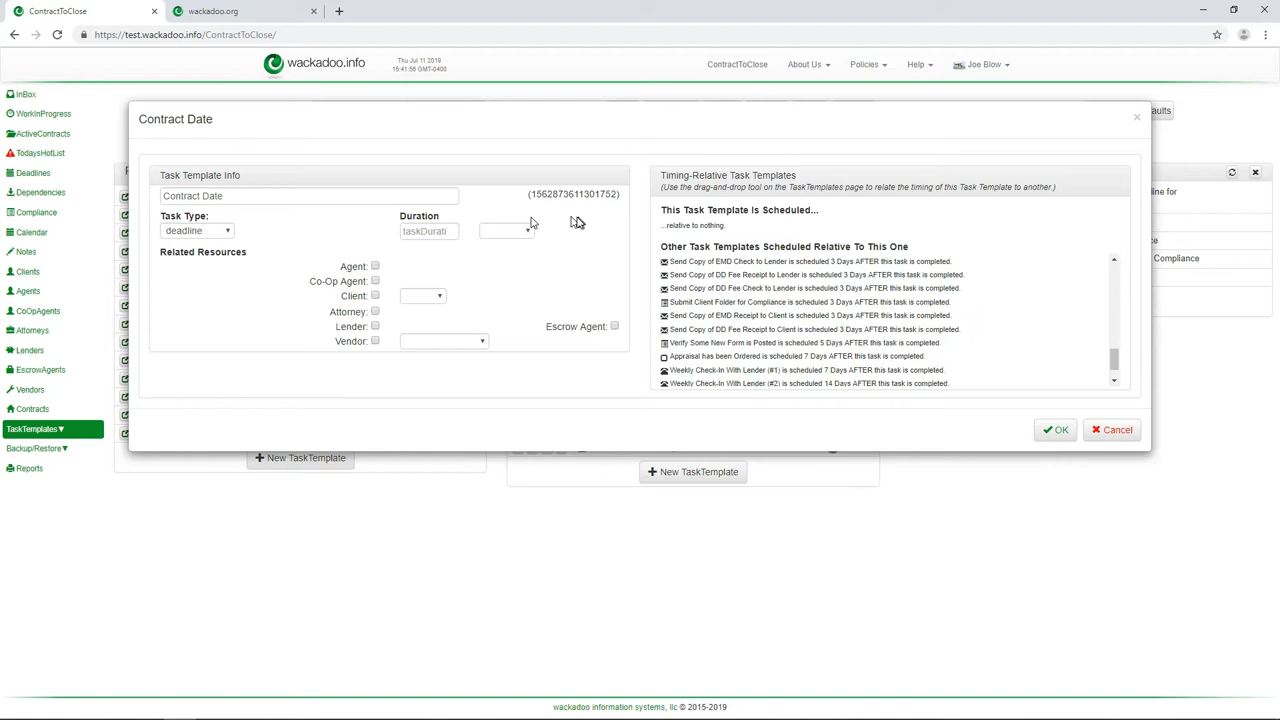 ContractToClose
wackadoo.org
https://test.wackadoo.info/ContractToClose/
wackadoo.info
Thu Jul 11 2019
15:41:56 GMT-0400
ContractToClose
About Us
Policies
Help
Joe Blow
InBox
WorkInProgress
ActiveContracts
TodaysHotList
Deadlines
Dependencies
Compliance
Calendar
Notes
Clients
Agents
CoOpAgents
Attorneys
Lenders
EscrowAgents
Vendors
Contracts
TaskTemplates▼
Backup/Restore▼
Reports
Contract Date
×
Task Template Info
Contract Date
(1562873611301752)
Task Type:
Duration
deadline
taskDurati
Related Resources
Agent:
Co-Op Agent:
Client:
Attorney:
Lender:
Escrow Agent:
Vendor:
Timing-Relative Task Templates
(Use the drag-and-drop tool on the TaskTemplates page to relate the timing of this Task Template to another.)
This Task Template Is Scheduled...
...relative to nothing.
Other Task Templates Scheduled Relative To This One
Send Copy of EMD Check to Lender is scheduled 3 Days AFTER this task is completed.
Send Copy of DD Fee Receipt to Lender is scheduled 3 Days AFTER this task is completed.
Send Copy of DD Fee Check to Lender is scheduled 3 Days AFTER this task is completed.
Submit Client Folder for Compliance is scheduled 3 Days AFTER this task is completed.
Send Copy of EMD Receipt to Client is scheduled 3 Days AFTER this task is completed.
Send Copy of DD Fee Receipt to Client is scheduled 3 Days AFTER this task is completed.
Verify Some New Form is Posted is scheduled 5 Days AFTER this task is completed.
Appraisal has been Ordered is scheduled 7 Days AFTER this task is completed.
Weekly Check-In With Lender (#1) is scheduled 7 Days AFTER this task is completed.
Weekly Check-In With Lender (#2) is scheduled 14 Days AFTER this task is completed.
OK
Cancel
aults
ne for
ce
Compliance
New TaskTemplate
New TaskTemplate
wackadoo information systems, llc © 2015-2019